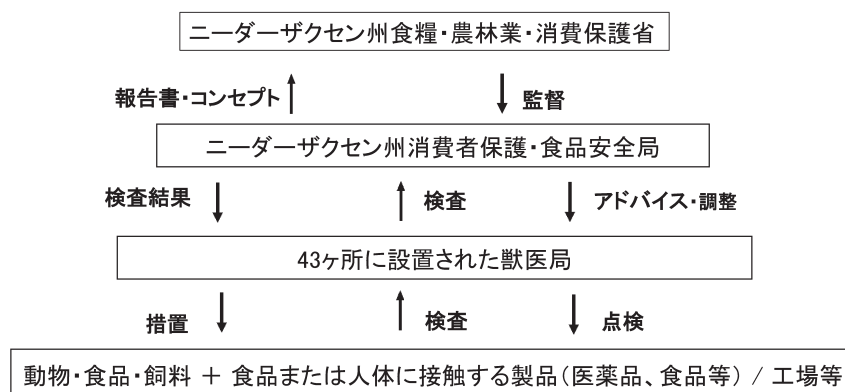 ニーダーザクセン州食糧・農林業・消費保護省
報告書・コンセプト 監督
ニーダーザクセン州消費者保護・食品安全局
検査結果 検査 アドバイス・調整
43ヶ所に設置された獣医局
措置 検査 点検
動物・食品・飼料 + 食品または人体に接触する製品(医薬品、食品等) / 工場等